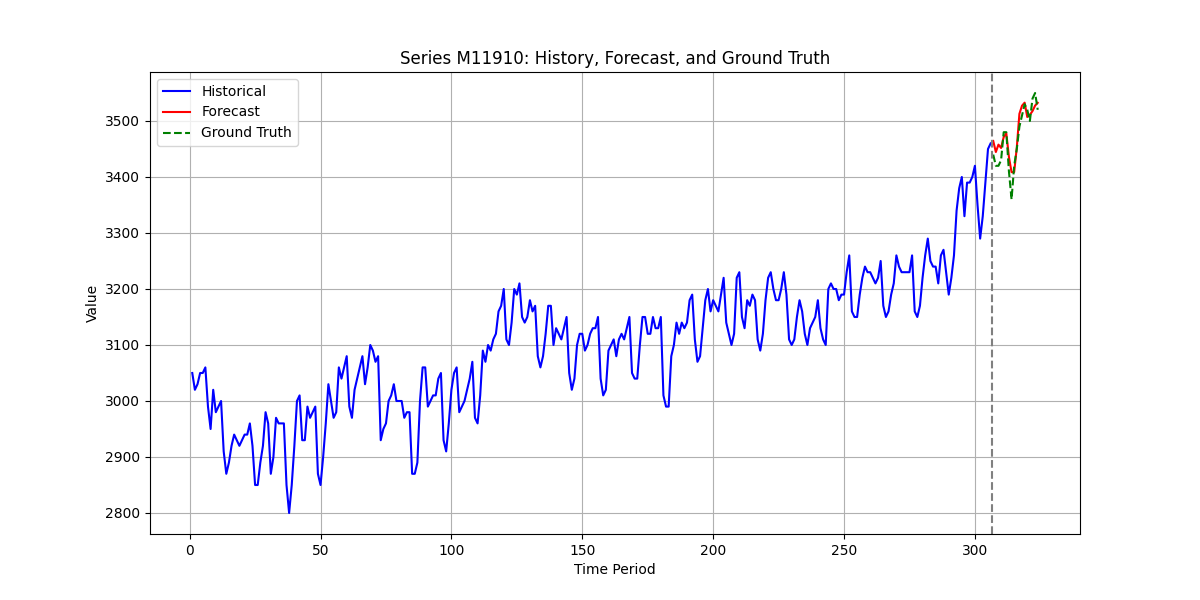 Series M11910: History, Forecast, and Ground Truth
Historical
Forecast
Ground Truth
3500
3400
3300
3200
3100
3000
2900
2800
Value
0 50 100 150 200 250 300
Time Period